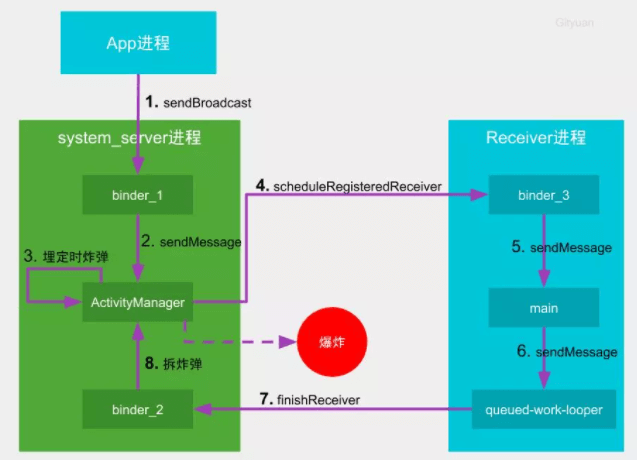 Gityuan
App进程
1. sendBroadcast
system_server进程
Receiver进程
binder_1
4. scheduleRegisteredReceiver
binder_3
2. sendMessage
3. 埋定时炸弹
5. sendMessage
ActivityManager
main
爆炸
8. 拆炸弹
6. sendMessage
7. finishReceiver
binder_2
queued-work-looper